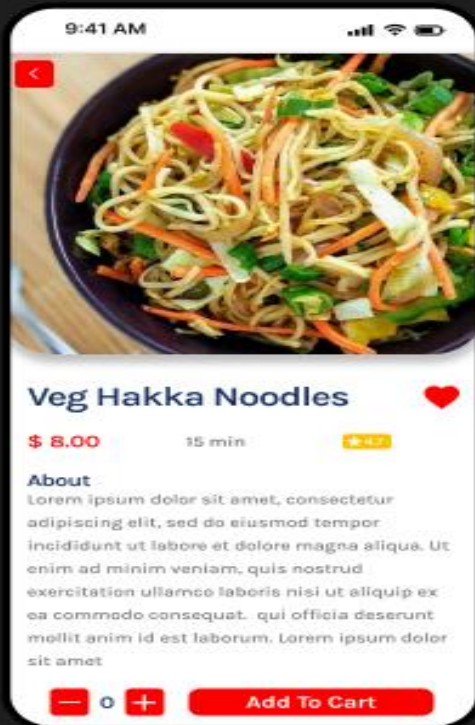 9:41 AM
Veg Hakka Noodles
$ 8.00 15 min 4.7
About
Lorem ipsum dolor sit amet, consectetur
adipiscing elit, sed do eiusmod tempor
incididunt ut labore et dolore magna aliqua. Ut
enim ad minim veniam, quis nostrud
exercitation ullamco laboris nisi ut aliquip ex
ea commodo consequat. qui officia deserunt
mollit anim id est laborum. Lorem ipsum dolor
sit amet
0 Add To Cart